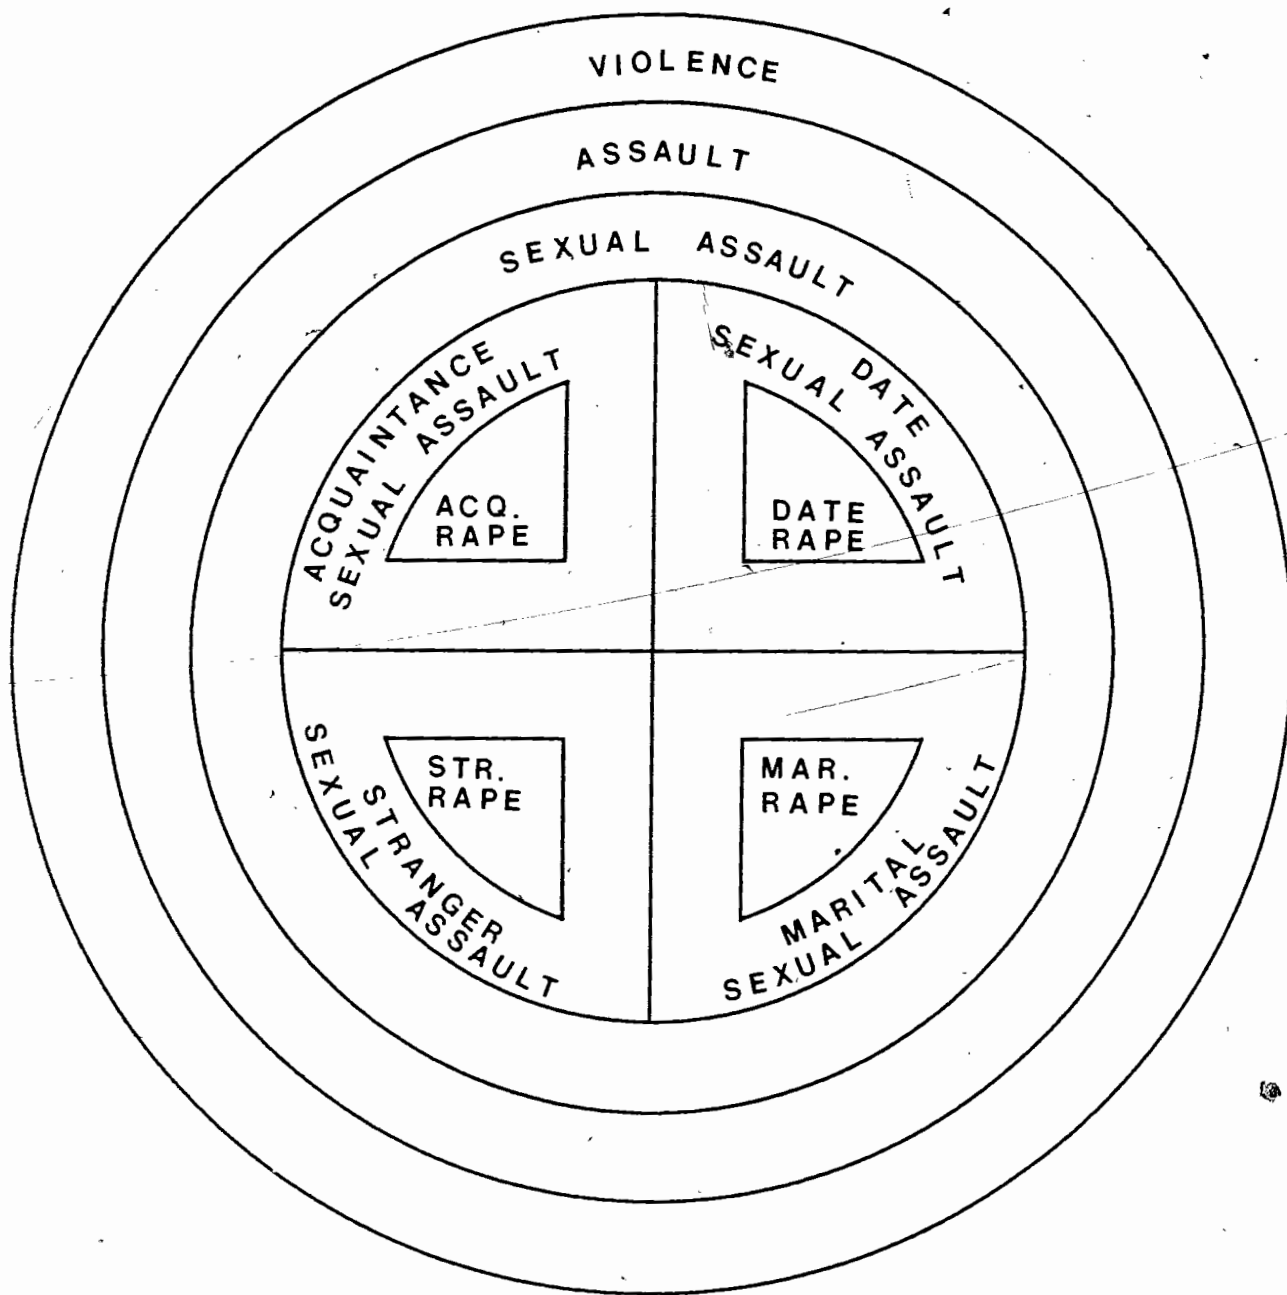 VIOLENCE
ASSAULT
SEXUAL ASSAULT
ACQUAINTANCE
SEXUAL ASSAULT
ACQ.
RAPE
DATE
SEXUAL ASSAULT
DATE
RAPE
STR.
RAPE
STRANGER
SEXUAL ASSAULT
MAR.
RAPE
MARITAL
SEXUAL ASSAULT